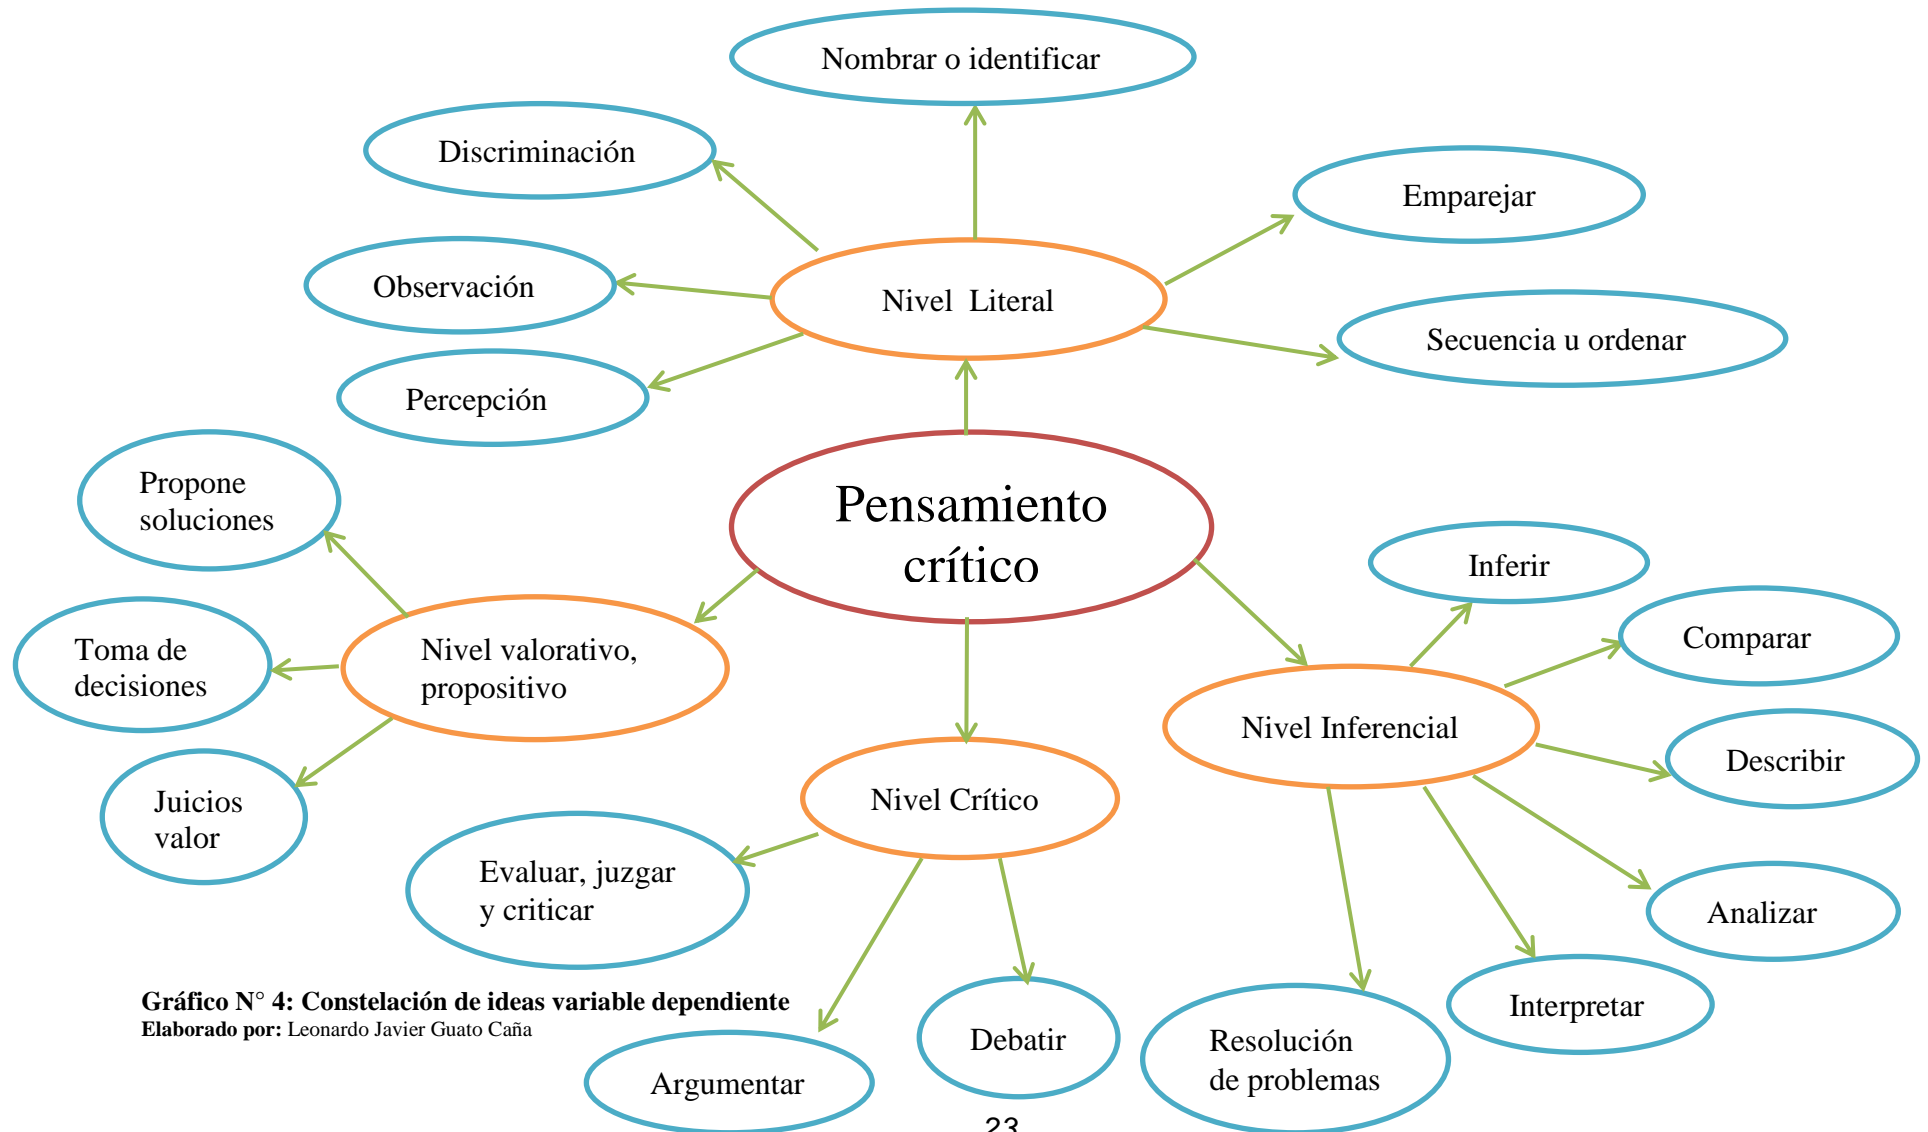 Nombrar o identificar
Discriminación
Emparejar
Observación
Nivel  Literal
Secuencia u ordenar
Percepción
Propone
soluciones
Pensamiento
crítico
Inferir
Comparar
Toma de
decisiones
Nivel valorativo,
propositivo
Nivel Inferencial
Describir
Juicios
valor
Nivel Crítico
Evaluar, juzgar
y criticar
Analizar
Gráfico N° 4: Constelación de ideas variable dependiente
Elaborado por: Leonardo Javier Guato Caña
Interpretar
Debatir
Resolución
de problemas
Argumentar
23